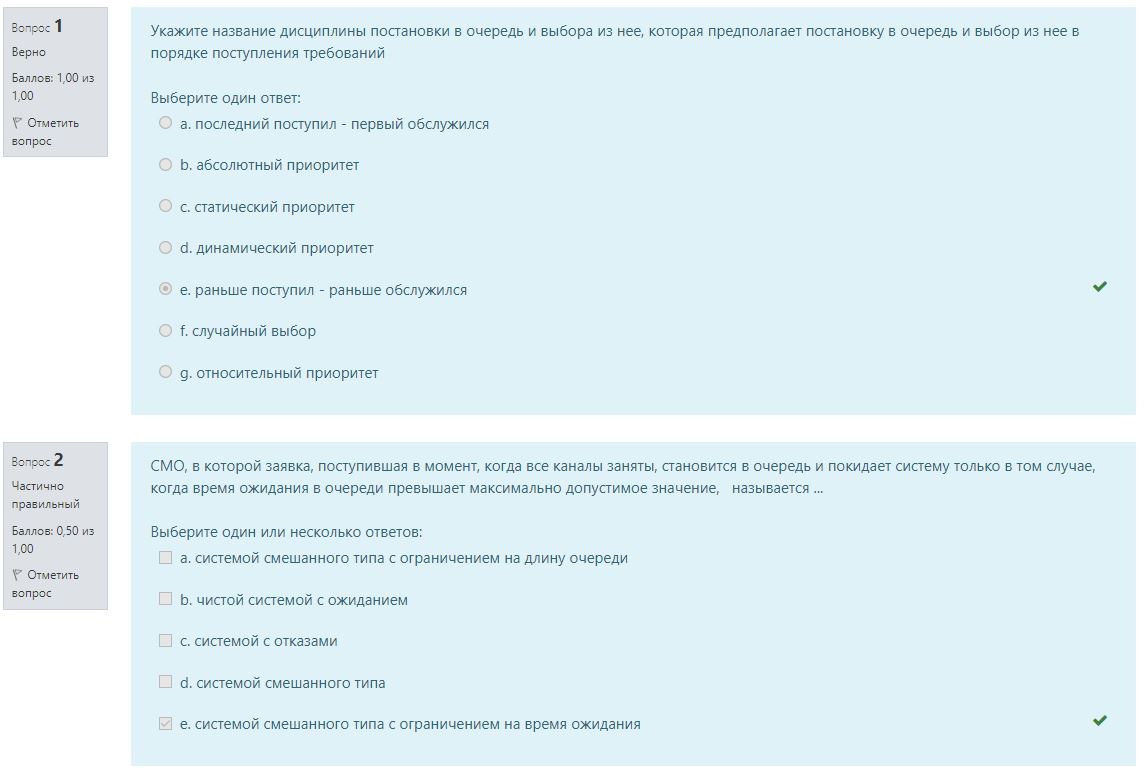 Вопрос 1
Верно
Баллов: 1,00 из
1,00
Отметить
вопрос
Укажите название дисциплины постановки в очередь и выбора из нее, которая предполагает постановку в очередь и выбор из нее в
порядке поступления требований
Выберите один ответ:
a. последний поступил - первый обслужился
b. абсолютный приоритет
c. статический приоритет
d. динамический приоритет
e. раньше поступил - раньше обслужился
f. случайный выбор
g. относительный приоритет
Вопрос 2
Частично
правильный
Баллов: 0,50 из
1,00
Отметить
вопрос
СМО, в которой заявка, поступившая в момент, когда все каналы заняты, становится в очередь и покидает систему только в том случае,
когда время ожидания в очереди превышает максимально допустимое значение, называется ...
Выберите один или несколько ответов:
a. системой смешанного типа с ограничением на длину очереди
b. чистой системой с ожиданием
c. системой с отказами
d. системой смешанного типа
e. системой смешанного типа с ограничением на время ожидания